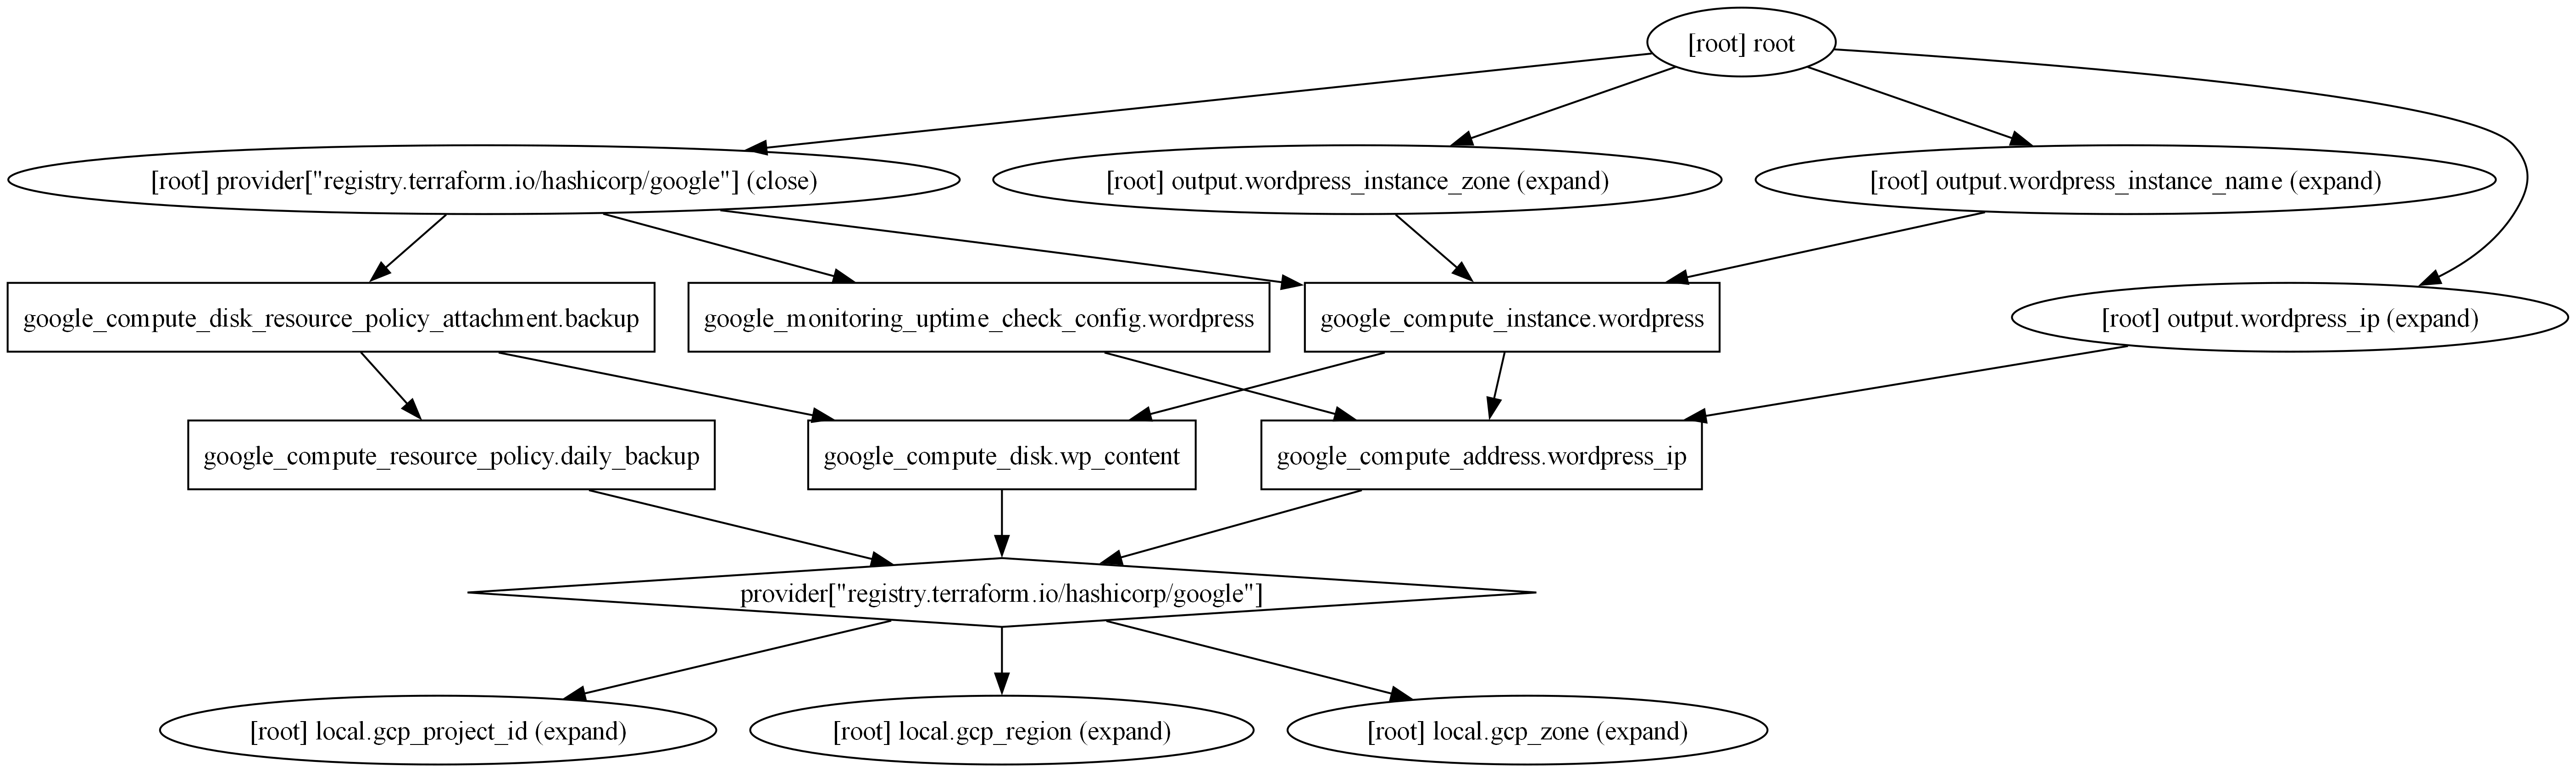 [root] root
[root] provider["registry.terraform.io/hashicorp/google"] (close)
[root] output.wordpress_instance_zone (expand)
[root] output.wordpress_instance_name (expand)
google_compute_disk_resource_policy_attachment.backup
google_monitoring_uptime_check_config.wordpress
google_compute_instance.wordpress
[root] output.wordpress_ip (expand)
google_compute_resource_policy.daily_backup
google_compute_disk.wp_content
google_compute_address.wordpress_ip
provider["registry.terraform.io/hashicorp/google"]
[root] local.gcp_project_id (expand)
[root] local.gcp_region (expand)
[root] local.gcp_zone (expand)